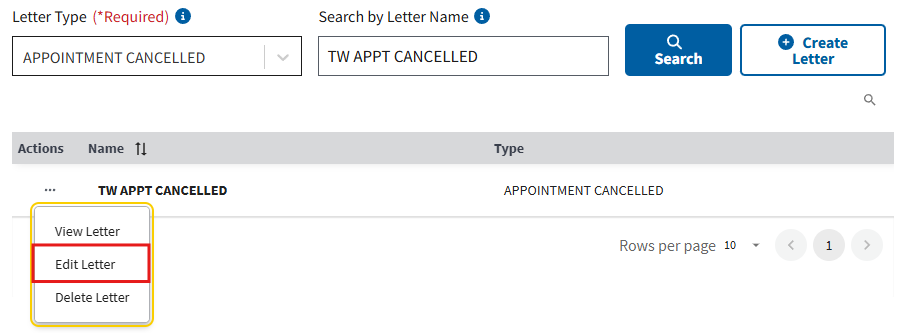 Letter Type (*Required)
Search by Letter Name
APPOINTMENT CANCELLED
TW APPT CANCELLED
Search
Create
Letter
Actions
Name
Type
TW APPT CANCELLED
APPOINTMENT CANCELLED
View Letter
Edit Letter
Delete Letter
Rows per page 10
1